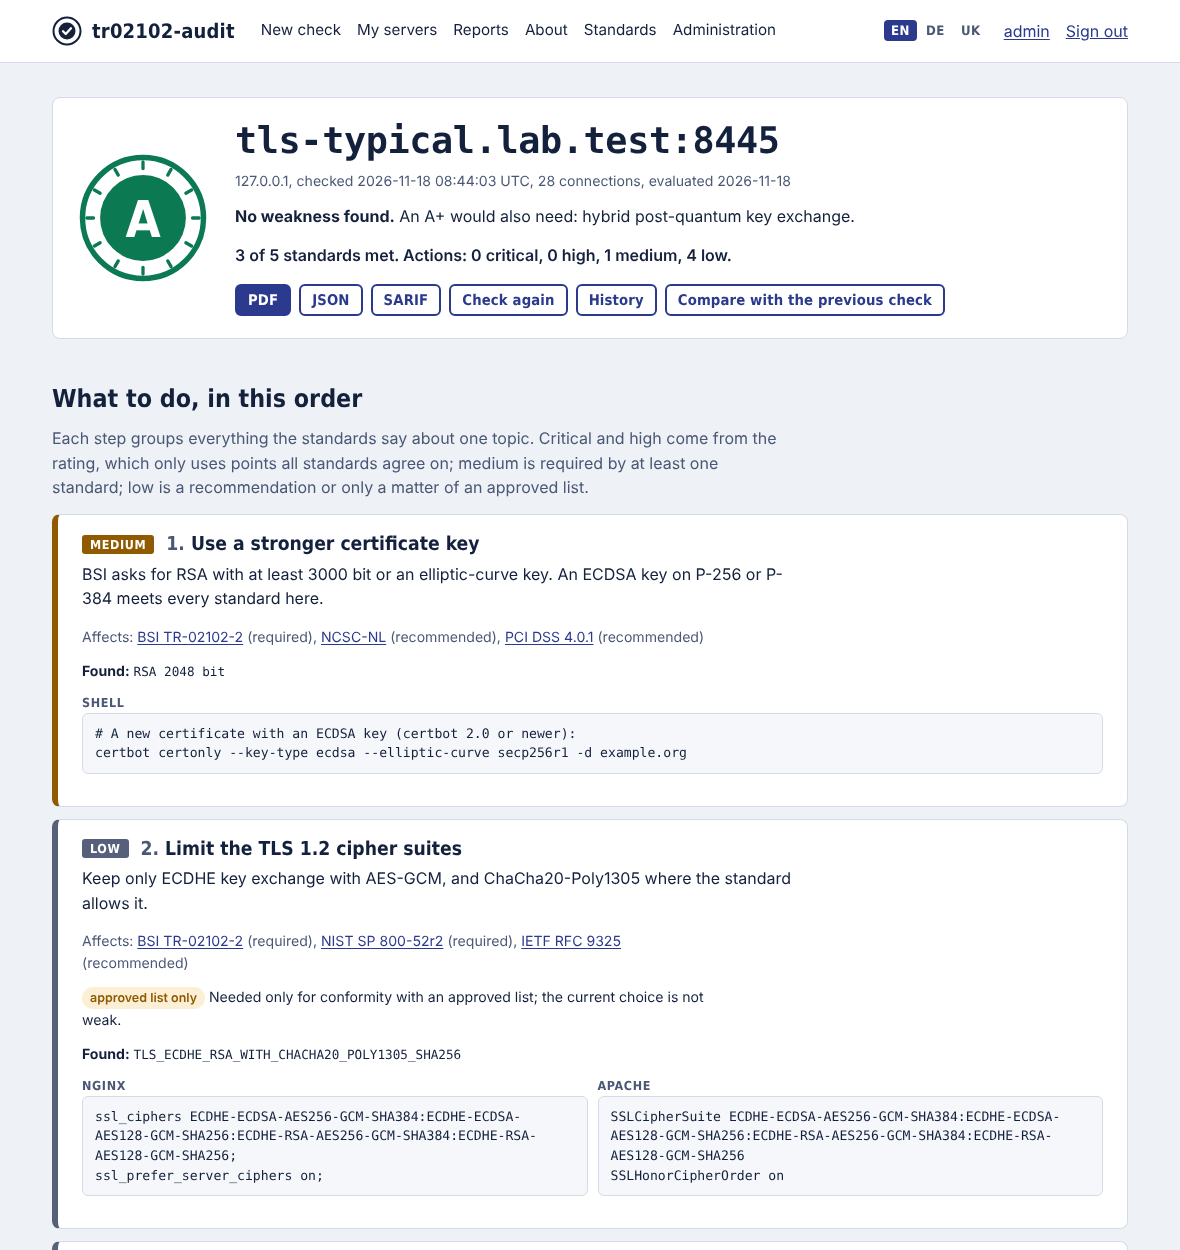 tr02102-audit New check My servers Reports About Standards Administration EN DE UK admin Sign out
A
tls-typical.lab.test:8445
127.0.0.1, checked 2026-11-18 08:44:03 UTC, 28 connections, evaluated 2026-11-18
No weakness found. An A+ would also need: hybrid post-quantum key exchange.
3 of 5 standards met. Actions: 0 critical, 0 high, 1 medium, 4 low.
PDF JSON SARIF Check again History Compare with the previous check
What to do, in this order
Each step groups everything the standards say about one topic. Critical and high come from the
rating, which only uses points all standards agree on; medium is required by at least one
standard; low is a recommendation or only a matter of an approved list.
MEDIUM 1. Use a stronger certificate key
BSI asks for RSA with at least 3000 bit or an elliptic-curve key. An ECDSA key on P-256 or P-
384 meets every standard here.
Affects: BSI TR-02102-2 (required), NCSC-NL (recommended), PCI DSS 4.0.1 (recommended)
Found: RSA 2048 bit
SHELL
# A new certificate with an ECDSA key (certbot 2.0 or newer):
certbot certonly --key-type ecdsa --elliptic-curve secp256r1 -d example.org
LOW 2. Limit the TLS 1.2 cipher suites
Keep only ECDHE key exchange with AES-GCM, and ChaCha20-Poly1305 where the standard
allows it.
Affects: BSI TR-02102-2 (required), NIST SP 800-52r2 (required), IETF RFC 9325
(recommended)
approved list only Needed only for conformity with an approved list; the current choice is not
weak.
Found: TLS_ECDHE_RSA_WITH_CHACHA20_POLY1305_SHA256
NGINX
ssl_ciphers ECDHE-ECDSA-AES256-GCM-SHA384:ECDHE-ECDSA-
AES128-GCM-SHA256:ECDHE-RSA-AES256-GCM-SHA384:ECDHE-RSA-
AES128-GCM-SHA256;
ssl_prefer_server_ciphers on;
APACHE
SSLCipherSuite ECDHE-ECDSA-AES256-GCM-SHA384:ECDHE-ECDSA-
AES128-GCM-SHA256:ECDHE-RSA-AES256-GCM-SHA384:ECDHE-RSA-
AES128-GCM-SHA256
SSLHonorCipherOrder on